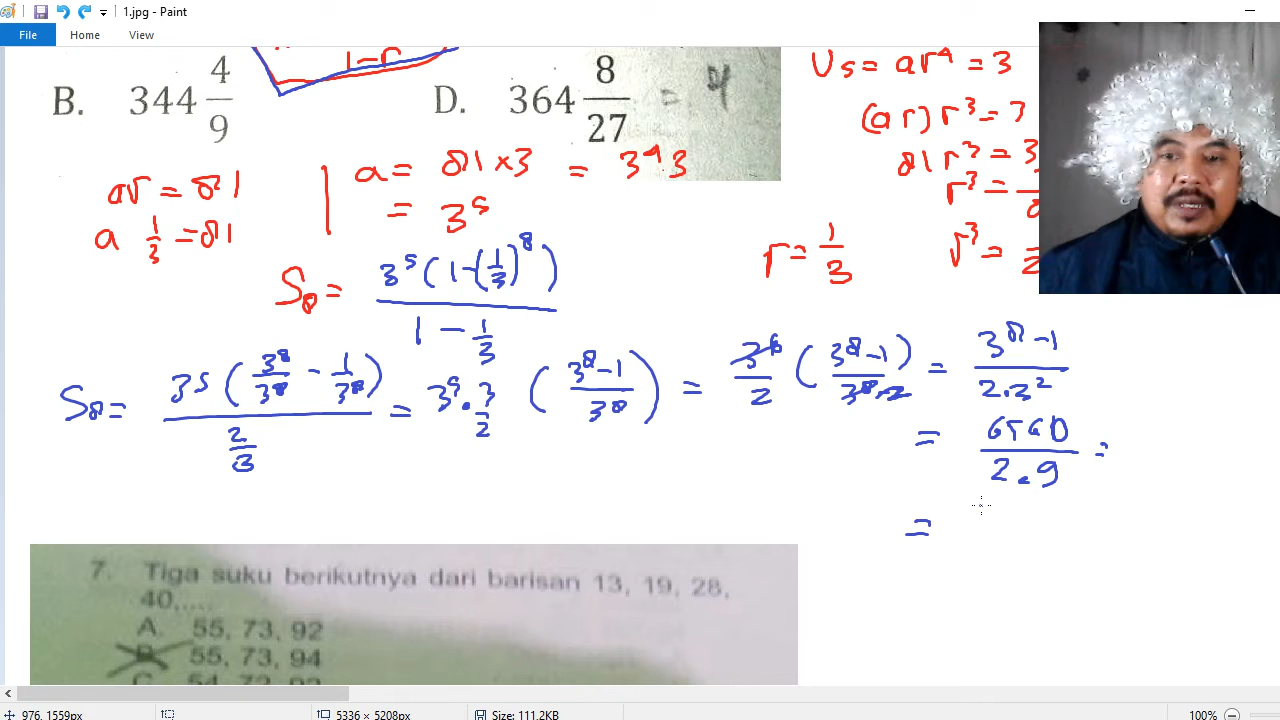 1.jpg - Paint
File Home View
1-r
B. 344 4/9 D. 364 8/27 =
U5 = ar^4 = 3
(ar) r^3 = 3
81 r^3 = 3
r^3 =
ar = 81
a 1/3 = 81
a = 81 x 3 = 3^4.3
= 3^5
r = 1/3
r^3 =
S8 = 3^5 (1-(1/3)^8) / 1 - 1/3
S8 = 3^5 (3^8/3^8 - 1/3^8) / 2/3 = 3^5 . 3/2 (3^8-1 / 3^8) = 3^6/2 (3^8-1 / 3^8.2) = 3^8-1 / 2.3^2
= 6560 / 2.9 =
=
7. Tiga suku berikutnya dari barisan 13, 19, 28,
40,....
A. 55, 73, 92
B 55, 73, 94
976, 1559px 5336 × 5208px Size: 111.2KB 100%